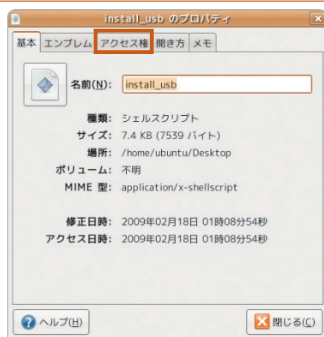 install_usb のプロパティ
基本 エンブレム アクセス権 開き方 メモ
名前(N): install_usb
種類: シェルスクリプト
サイズ: 7.4 KB (7539 バイト)
場所: /home/ubuntu/Desktop
ボリューム: 不明
MIME 型: application/x-shellscript
修正日時: 2009年02月18日 01時08分54秒
アクセス日時: 2009年02月18日 01時08分54秒
ヘルプ(H) 閉じる(C)